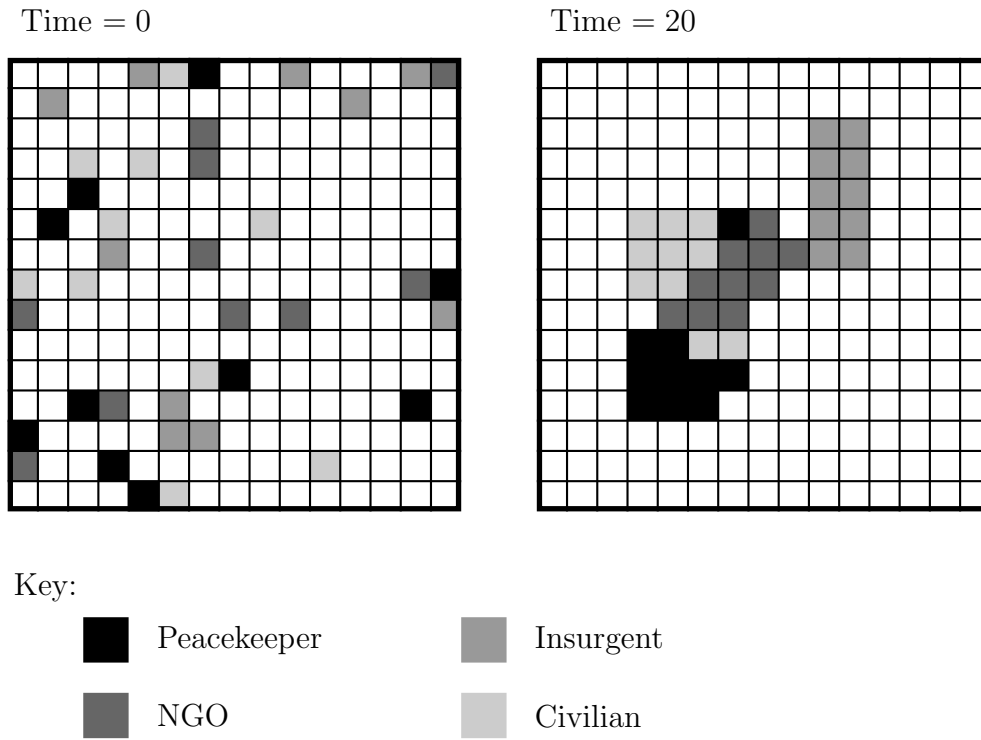 Time = 0
Time = 20
Key:
Peacekeeper
Insurgent
NGO
Civilian